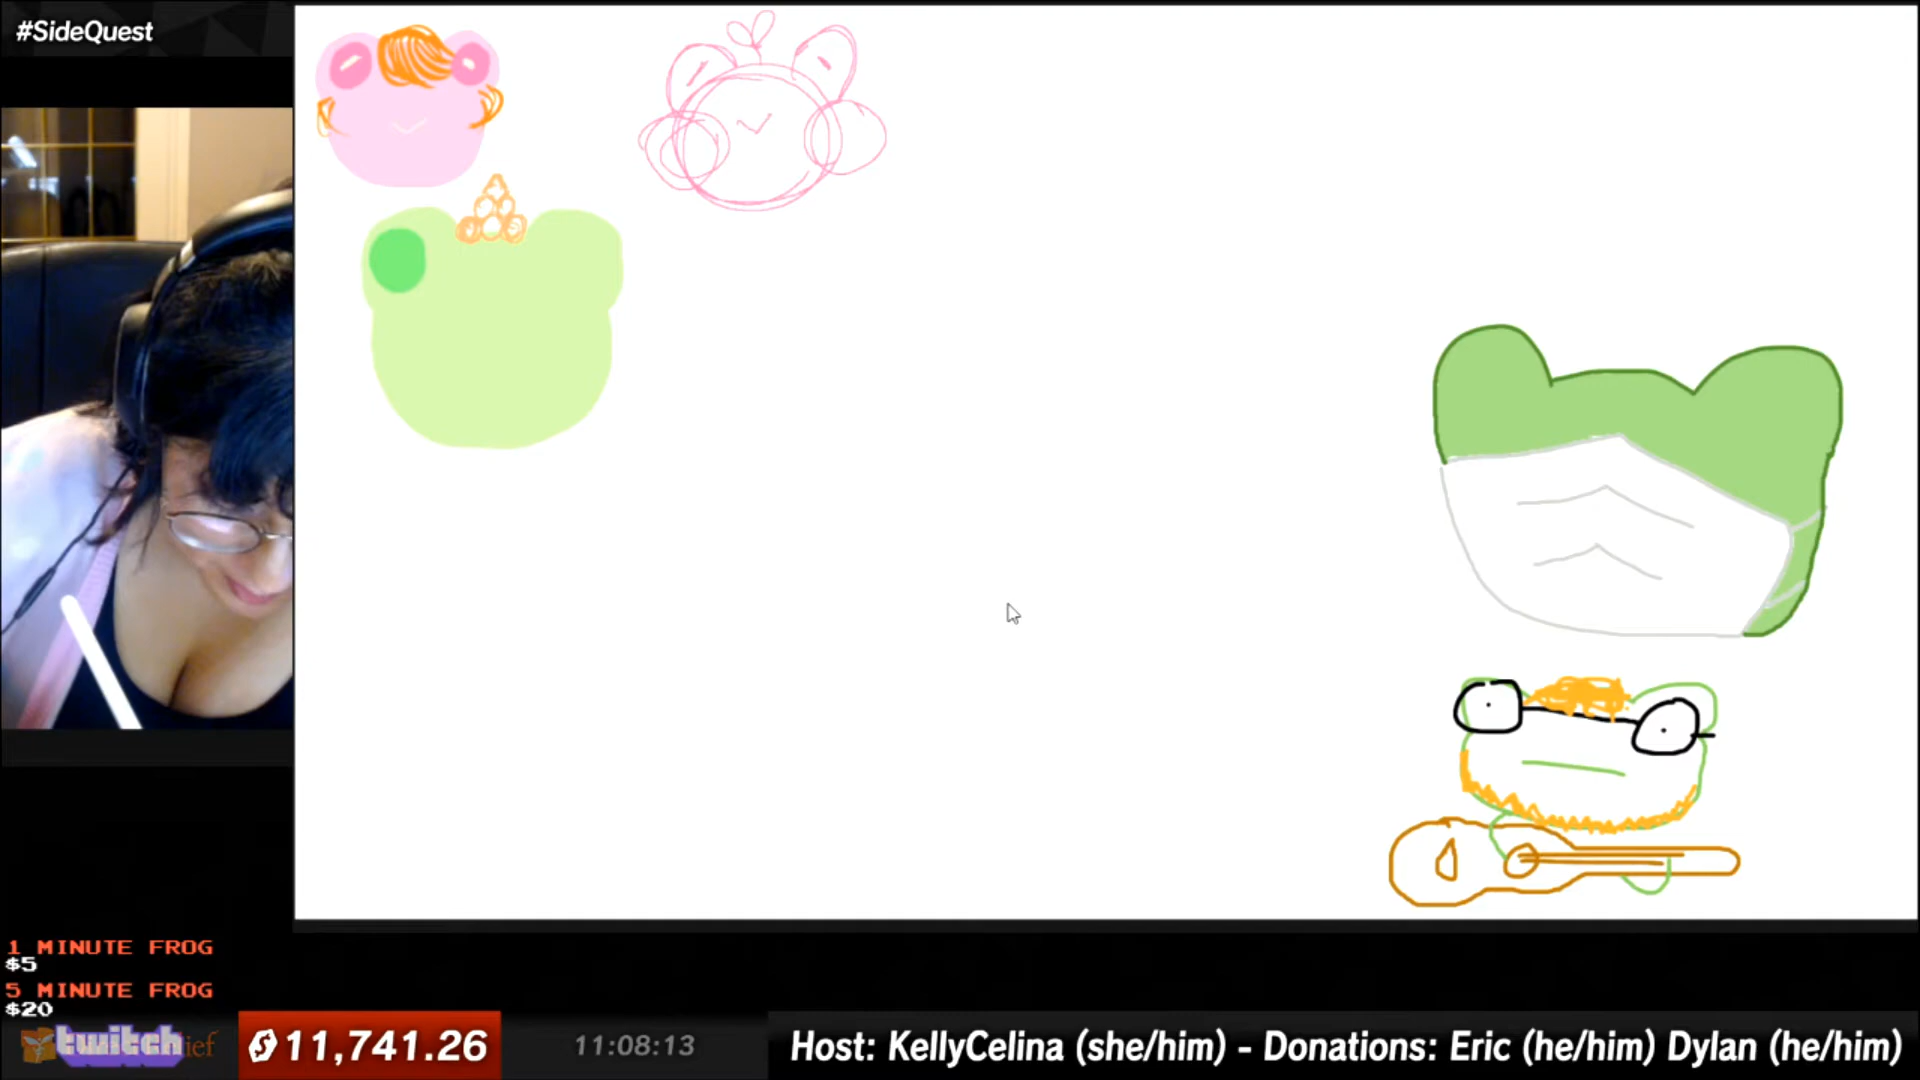 #SideQuest
1 MINUTE FROG
$5
5 MINUTE FROG
$20
twitch
11,741.26
11:08:13
Host: KellyCelina (she/him) - Donations: Eric (he/him) Dylan (he/him)